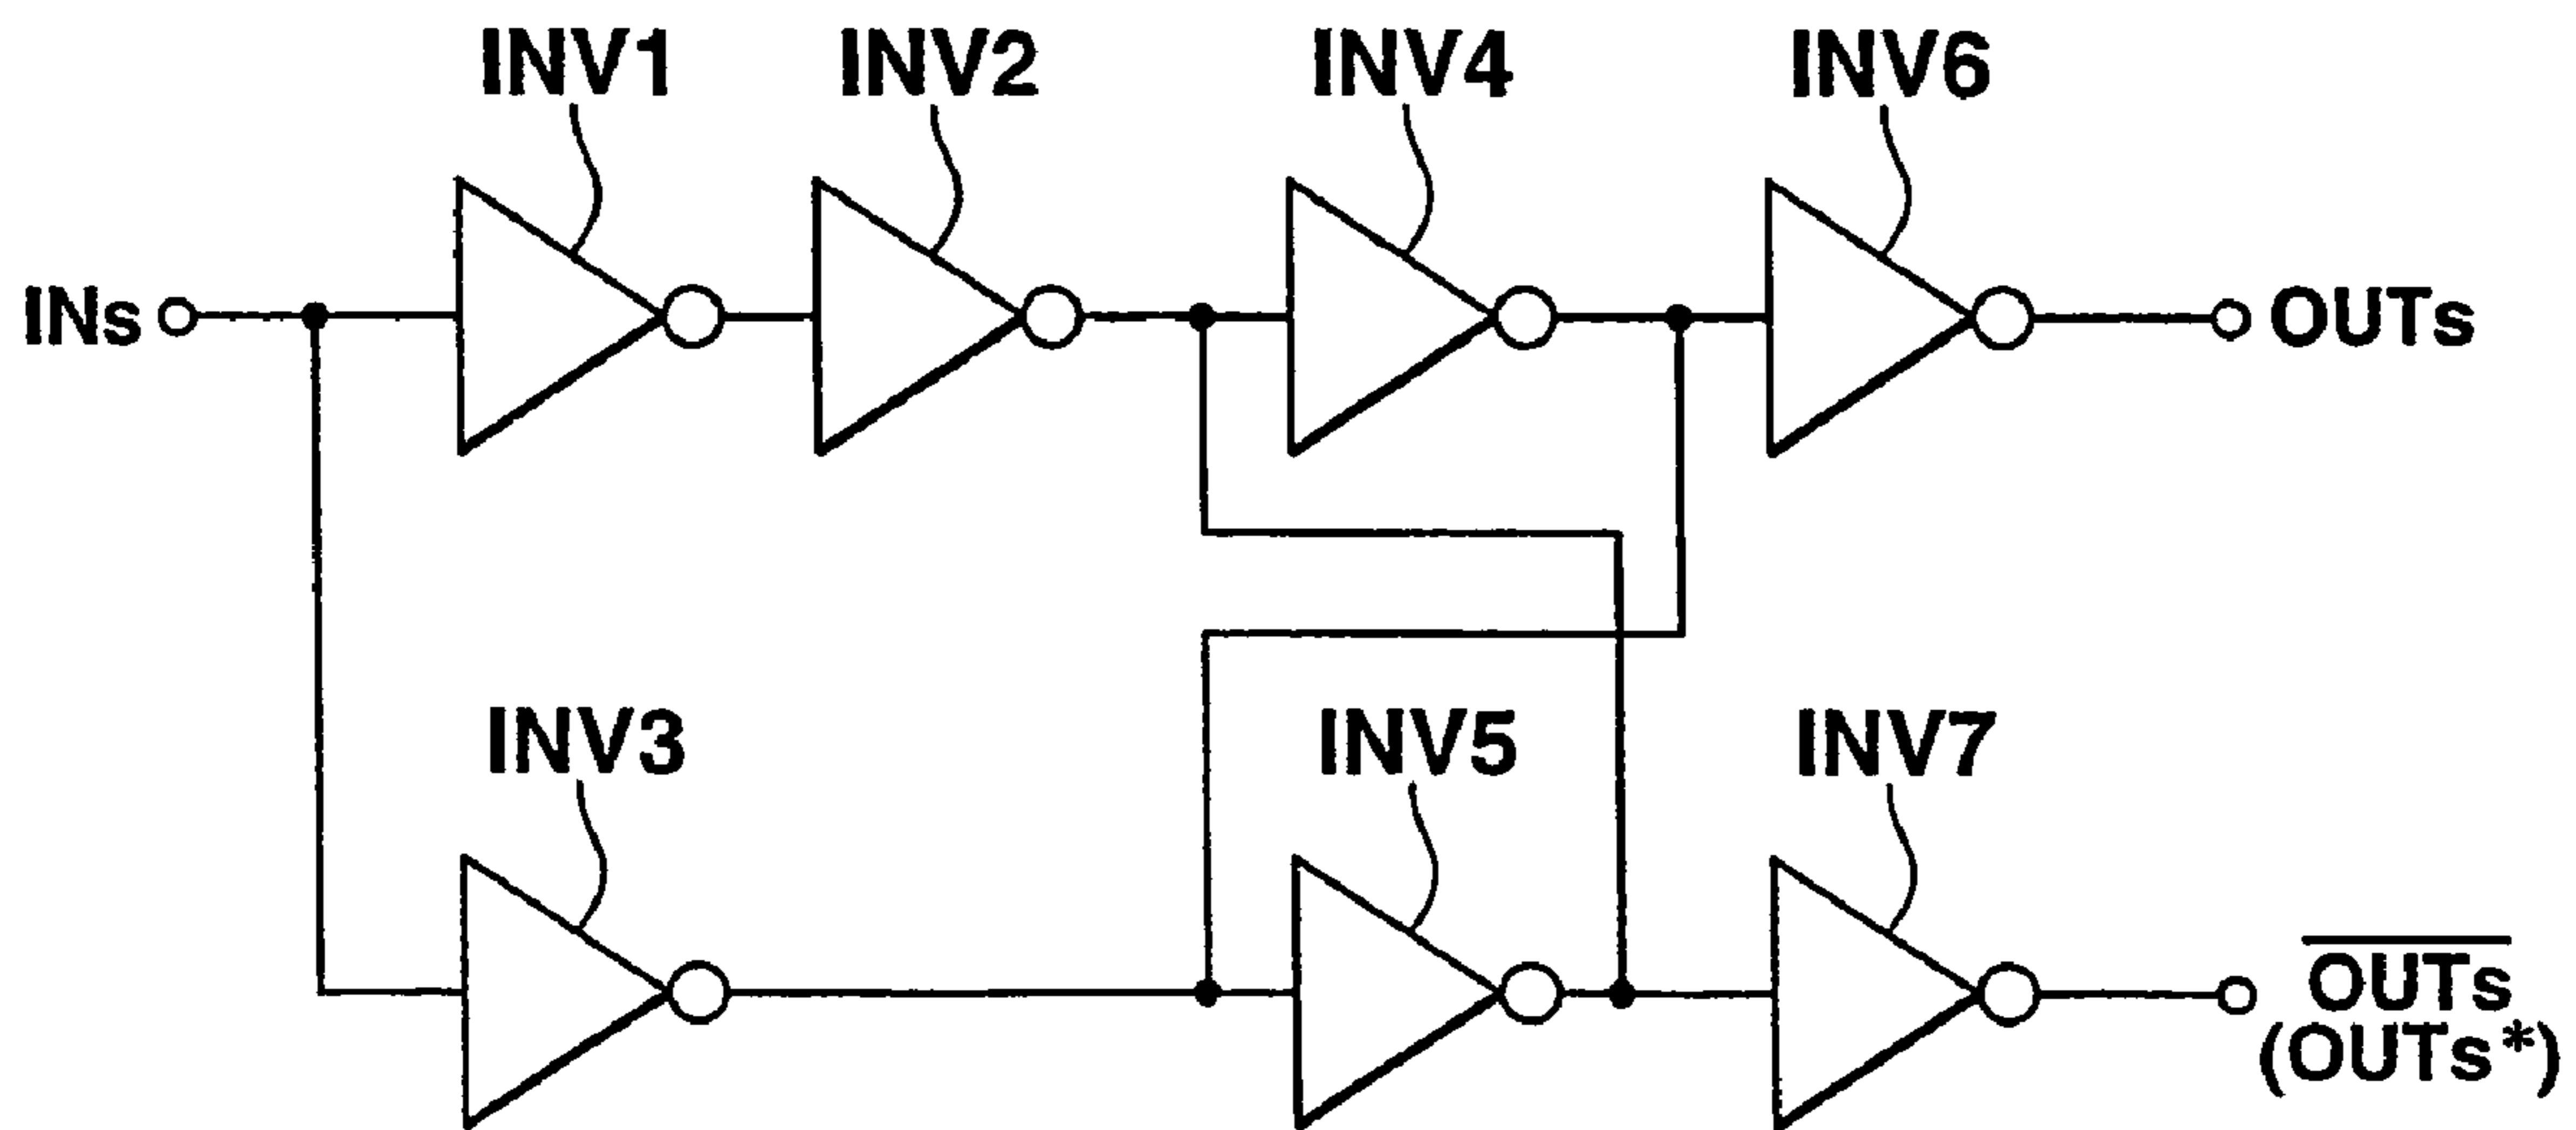 INV1 INV2 INV4 INV6
INs OUTs
INV3 INV5 INV7
OUTs
(OUTs*)